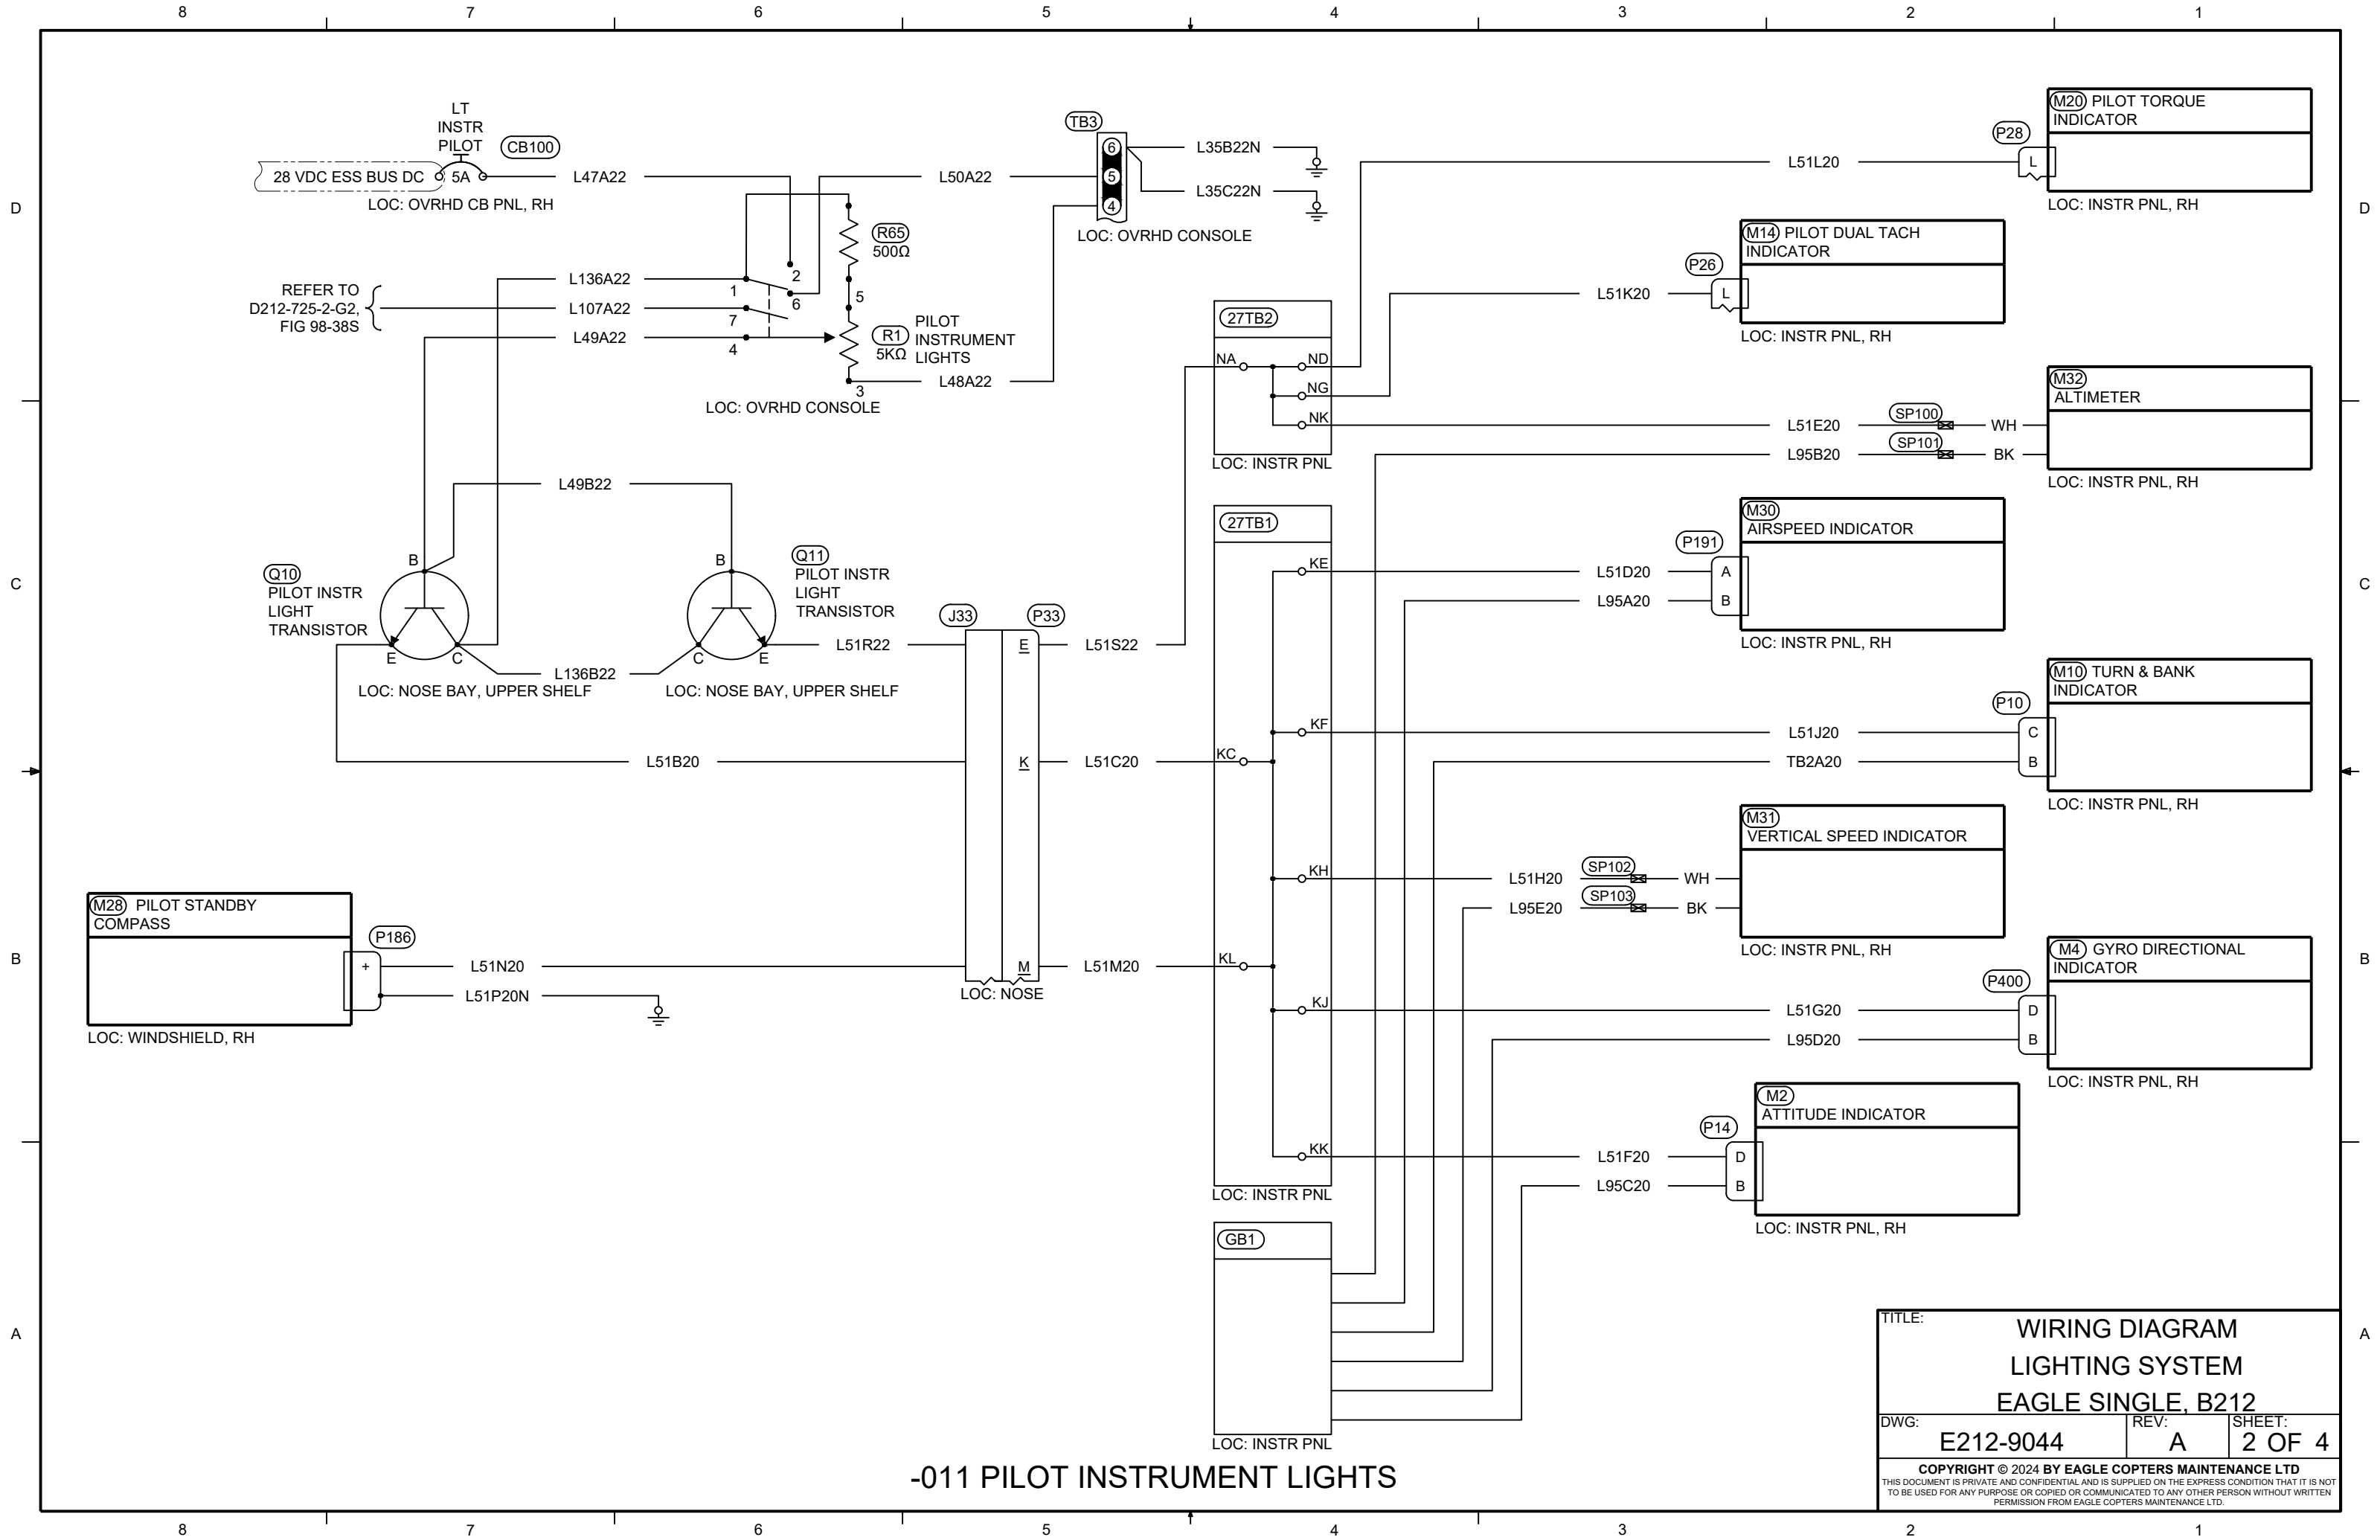 8 7 6 5 4 3 2 1
D
C
B
A
D
C
B
A
LT
INSTR
PILOT
CB100
28 VDC ESS BUS DC
5A
LOC: OVRHD CB PNL, RH
L47A22
L50A22
TB3
6
5
4
L35B22N
L35C22N
LOC: OVRHD CONSOLE
R65
500Ω
REFER TO
D212-725-2-G2,
FIG 98-38S
L136A22
L107A22
L49A22
1
2
6
7
4
5
3
R1
5KΩ
PILOT
INSTRUMENT
LIGHTS
L48A22
LOC: OVRHD CONSOLE
L49B22
B
Q10
PILOT INSTR
LIGHT
TRANSISTOR
E
C
LOC: NOSE BAY, UPPER SHELF
L136B22
B
Q11
PILOT INSTR
LIGHT
TRANSISTOR
C
E
LOC: NOSE BAY, UPPER SHELF
L51R22
L51B20
J33
P33
E
K
M
LOC: NOSE
L51S22
L51C20
L51M20
M28 PILOT STANDBY
COMPASS
P186
+
L51N20
L51P20N
LOC: WINDSHIELD, RH
27TB2
NA
ND
NG
NK
LOC: INSTR PNL
27TB1
KE
KF
KC
KH
KL
KJ
KK
LOC: INSTR PNL
GB1
LOC: INSTR PNL
L51L20
P28
L
M20 PILOT TORQUE
INDICATOR
LOC: INSTR PNL, RH
L51K20
P26
L
M14 PILOT DUAL TACH
INDICATOR
LOC: INSTR PNL, RH
L51E20
SP100
WH
L95B20
SP101
BK
M32
ALTIMETER
LOC: INSTR PNL, RH
L51D20
L95A20
P191
A
B
M30
AIRSPEED INDICATOR
LOC: INSTR PNL, RH
L51J20
TB2A20
P10
C
B
M10 TURN & BANK
INDICATOR
LOC: INSTR PNL, RH
L51H20
SP102
WH
L95E20
SP103
BK
M31
VERTICAL SPEED INDICATOR
LOC: INSTR PNL, RH
L51G20
L95D20
P400
D
B
M4 GYRO DIRECTIONAL
INDICATOR
LOC: INSTR PNL, RH
L51F20
L95C20
P14
D
B
M2
ATTITUDE INDICATOR
LOC: INSTR PNL, RH
-011 PILOT INSTRUMENT LIGHTS
TITLE:
WIRING DIAGRAM
LIGHTING SYSTEM
EAGLE SINGLE, B212
DWG:
E212-9044
REV:
A
SHEET:
2 OF 4
COPYRIGHT © 2024 BY EAGLE COPTERS MAINTENANCE LTD
THIS DOCUMENT IS PRIVATE AND CONFIDENTIAL AND IS SUPPLIED ON THE EXPRESS CONDITION THAT IT IS NOT
TO BE USED FOR ANY PURPOSE OR COPIED OR COMMUNICATED TO ANY OTHER PERSON WITHOUT WRITTEN
PERMISSION FROM EAGLE COPTERS MAINTENANCE LTD.
8 7 6 5 4 3 2 1